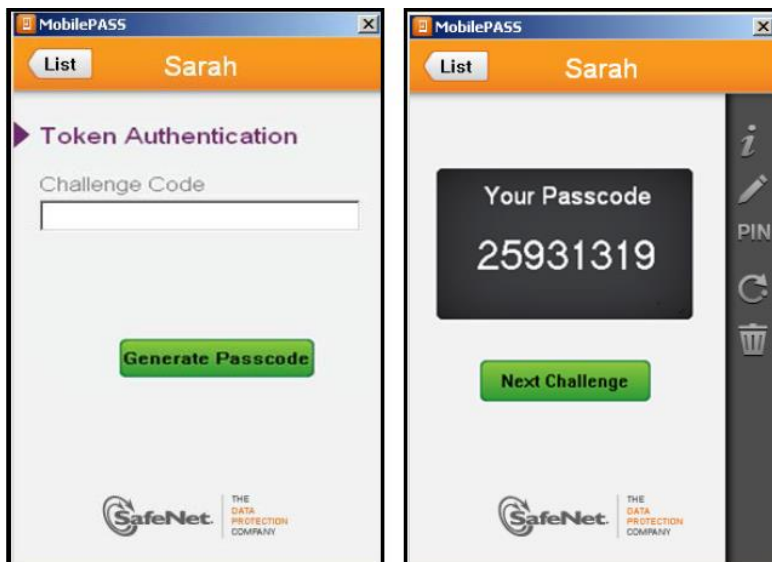 MobilePASS
List
Sarah
Token Authentication
Challenge Code
Generate Passcode
SafeNet.
THE
DATA
PROTECTION
COMPANY
MobilePASS
List
Sarah
Your Passcode
25931319
Next Challenge
i
PIN
SafeNet.
THE
DATA
PROTECTION
COMPANY